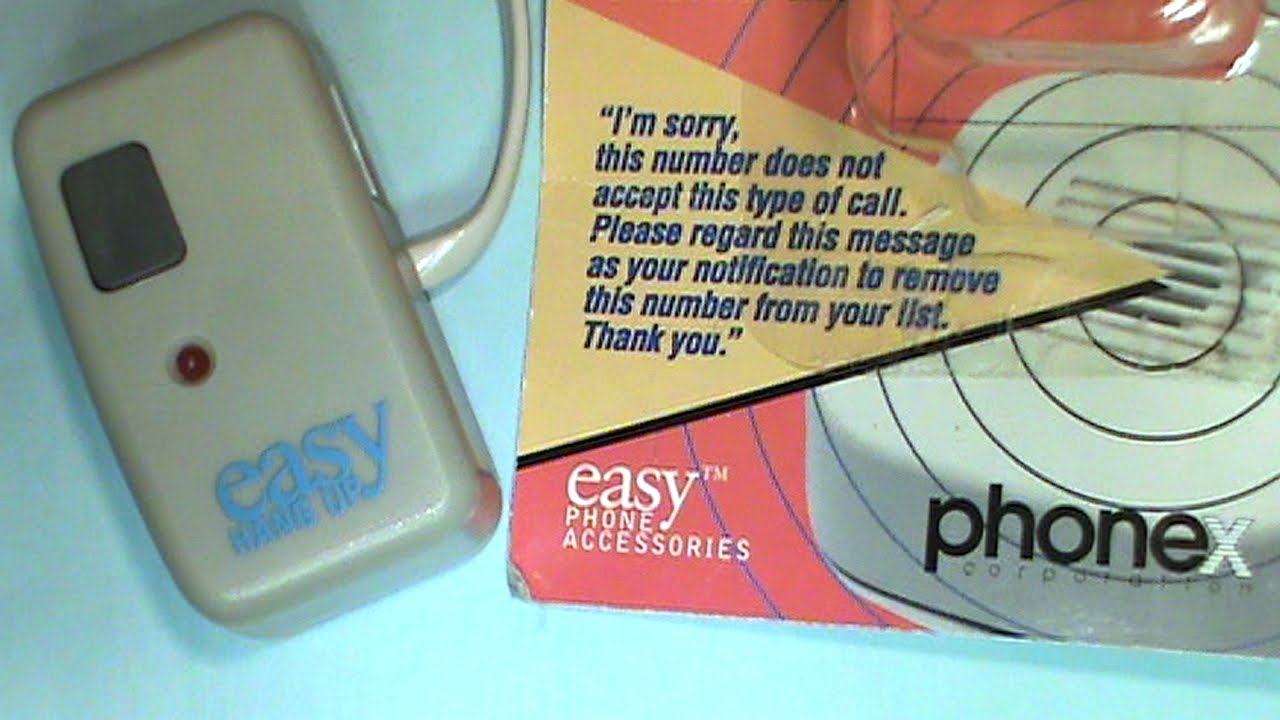 easy
HANG UP
"I'm sorry,
this number does not
accept this type of call.
Please regard this message
as your notification to remove
this number from your list.
Thank you."
easy™
PHONE
ACCESSORIES
phonex
corporation